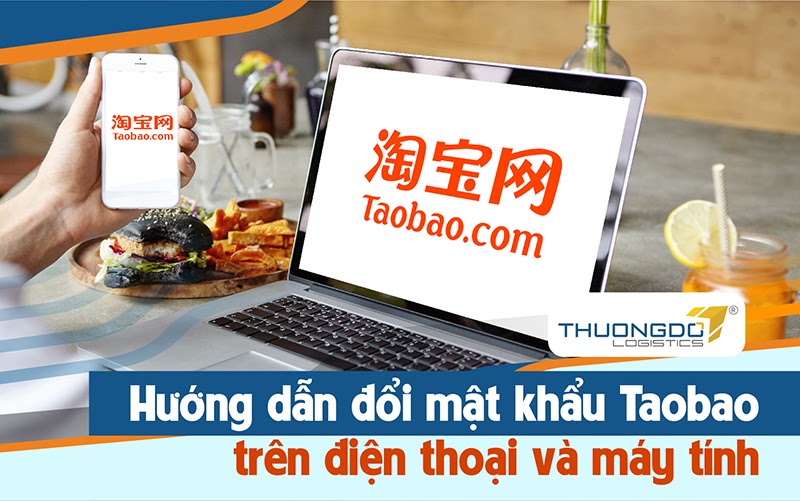 淘宝网
Taobao.com
淘宝网
Taobao.com
THUONGDO
®
LOGISTICS
Hướng dẫn đổi mật khẩu Taobao
trên điện thoại và máy tính